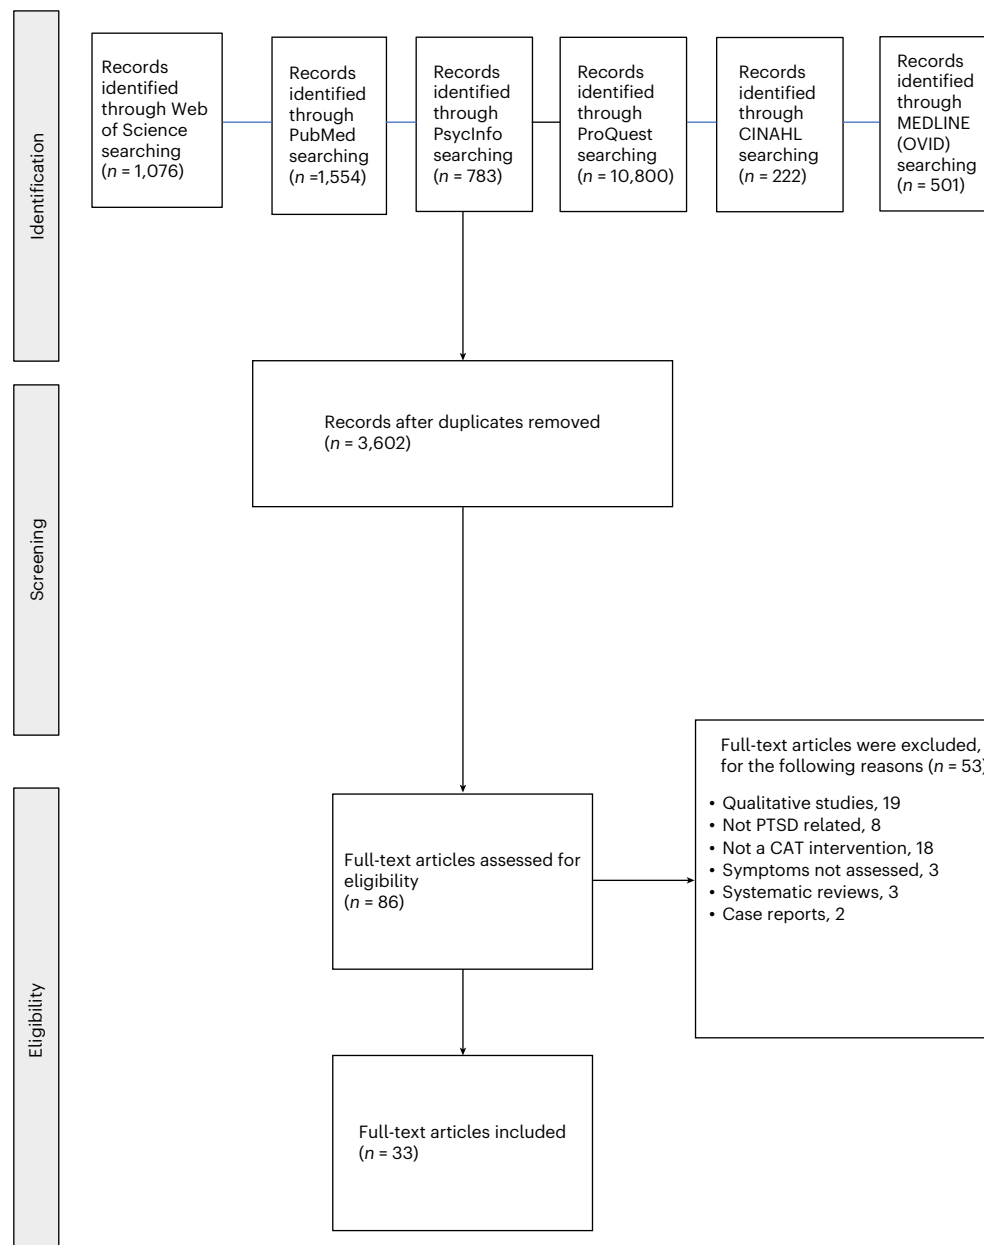 Identification
Records
identified
through Web
of Science
searching
(n = 1,076)
Records
identified
through
PubMed
searching
(n =1,554)
Records
identified
through
PsycInfo
searching
(n = 783)
Records
identified
through
ProQuest
searching
(n = 10,800)
Records
identified
through
CINAHL
searching
(n = 222)
Records
identified
through
MEDLINE
(OVID)
searching
(n = 501)
Screening
Records after duplicates removed
(n = 3,602)
Eligibility
Full-text articles assessed for
eligibility
(n = 86)
Full-text articles were excluded,
for the following reasons (n = 53)
• Qualitative studies, 19
• Not PTSD related, 8
• Not a CAT intervention, 18
• Symptoms not assessed, 3
• Systematic reviews, 3
• Case reports, 2
Full-text articles included
(n = 33)